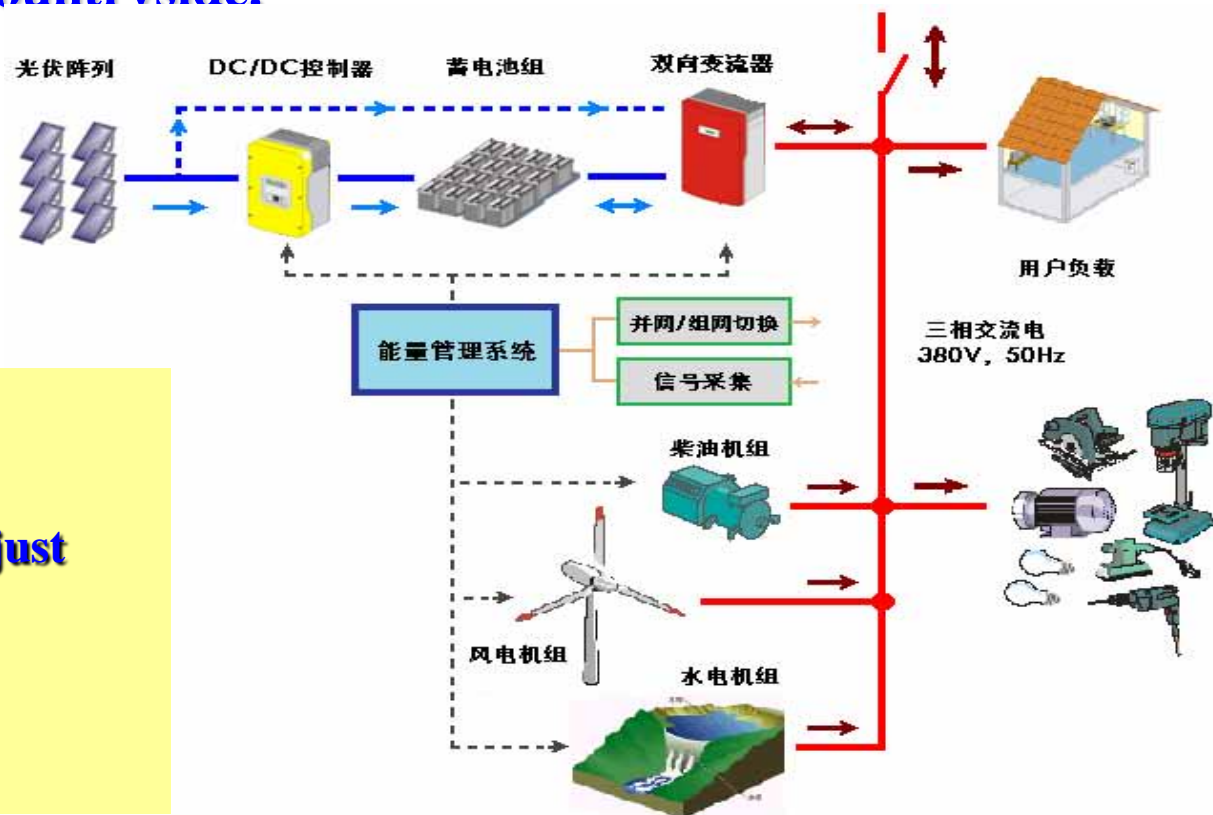 光伏阵列
DC/DC控制器
蓄电池组
双向变流器
用户负载
能量管理系统
并网/组网切换
信号采集
三相交流电
380V, 50Hz
柴油机组
just
风电机组
水电机组